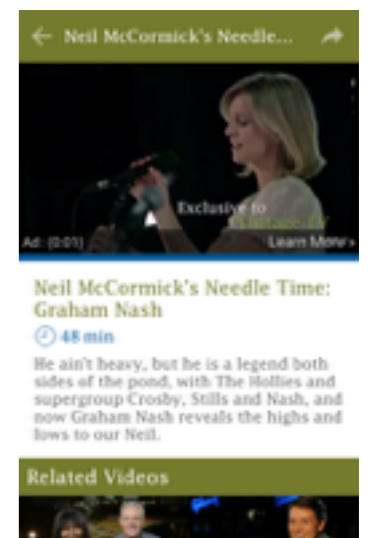 Neil McCormick's Needle...
Exclusive to
Vintage TV
Ad: (0:01)
Learn More
Neil McCormick's Needle Time:
Graham Nash
48 min
He ain't heavy, but he is a legend both
sides of the pond, with The Hollies and
supergroup Crosby, Stills and Nash, and
now Graham Nash reveals the highs and
lows to our Neil.
Related Videos